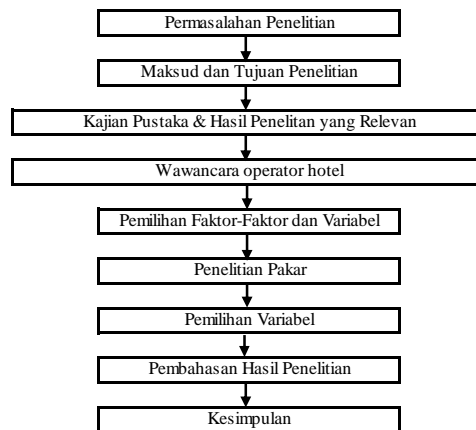 Permasalahan Penelitian
Maksud dan Tujuan Penelitian
Kajian Pustaka & Hasil Penelitan yang Relevan
Wawancara operator hotel
Pemilihan Faktor-Faktor dan Variabel
Penelitian Pakar
Pemilihan Variabel
Pembahasan Hasil Penelitian
Kesimpulan